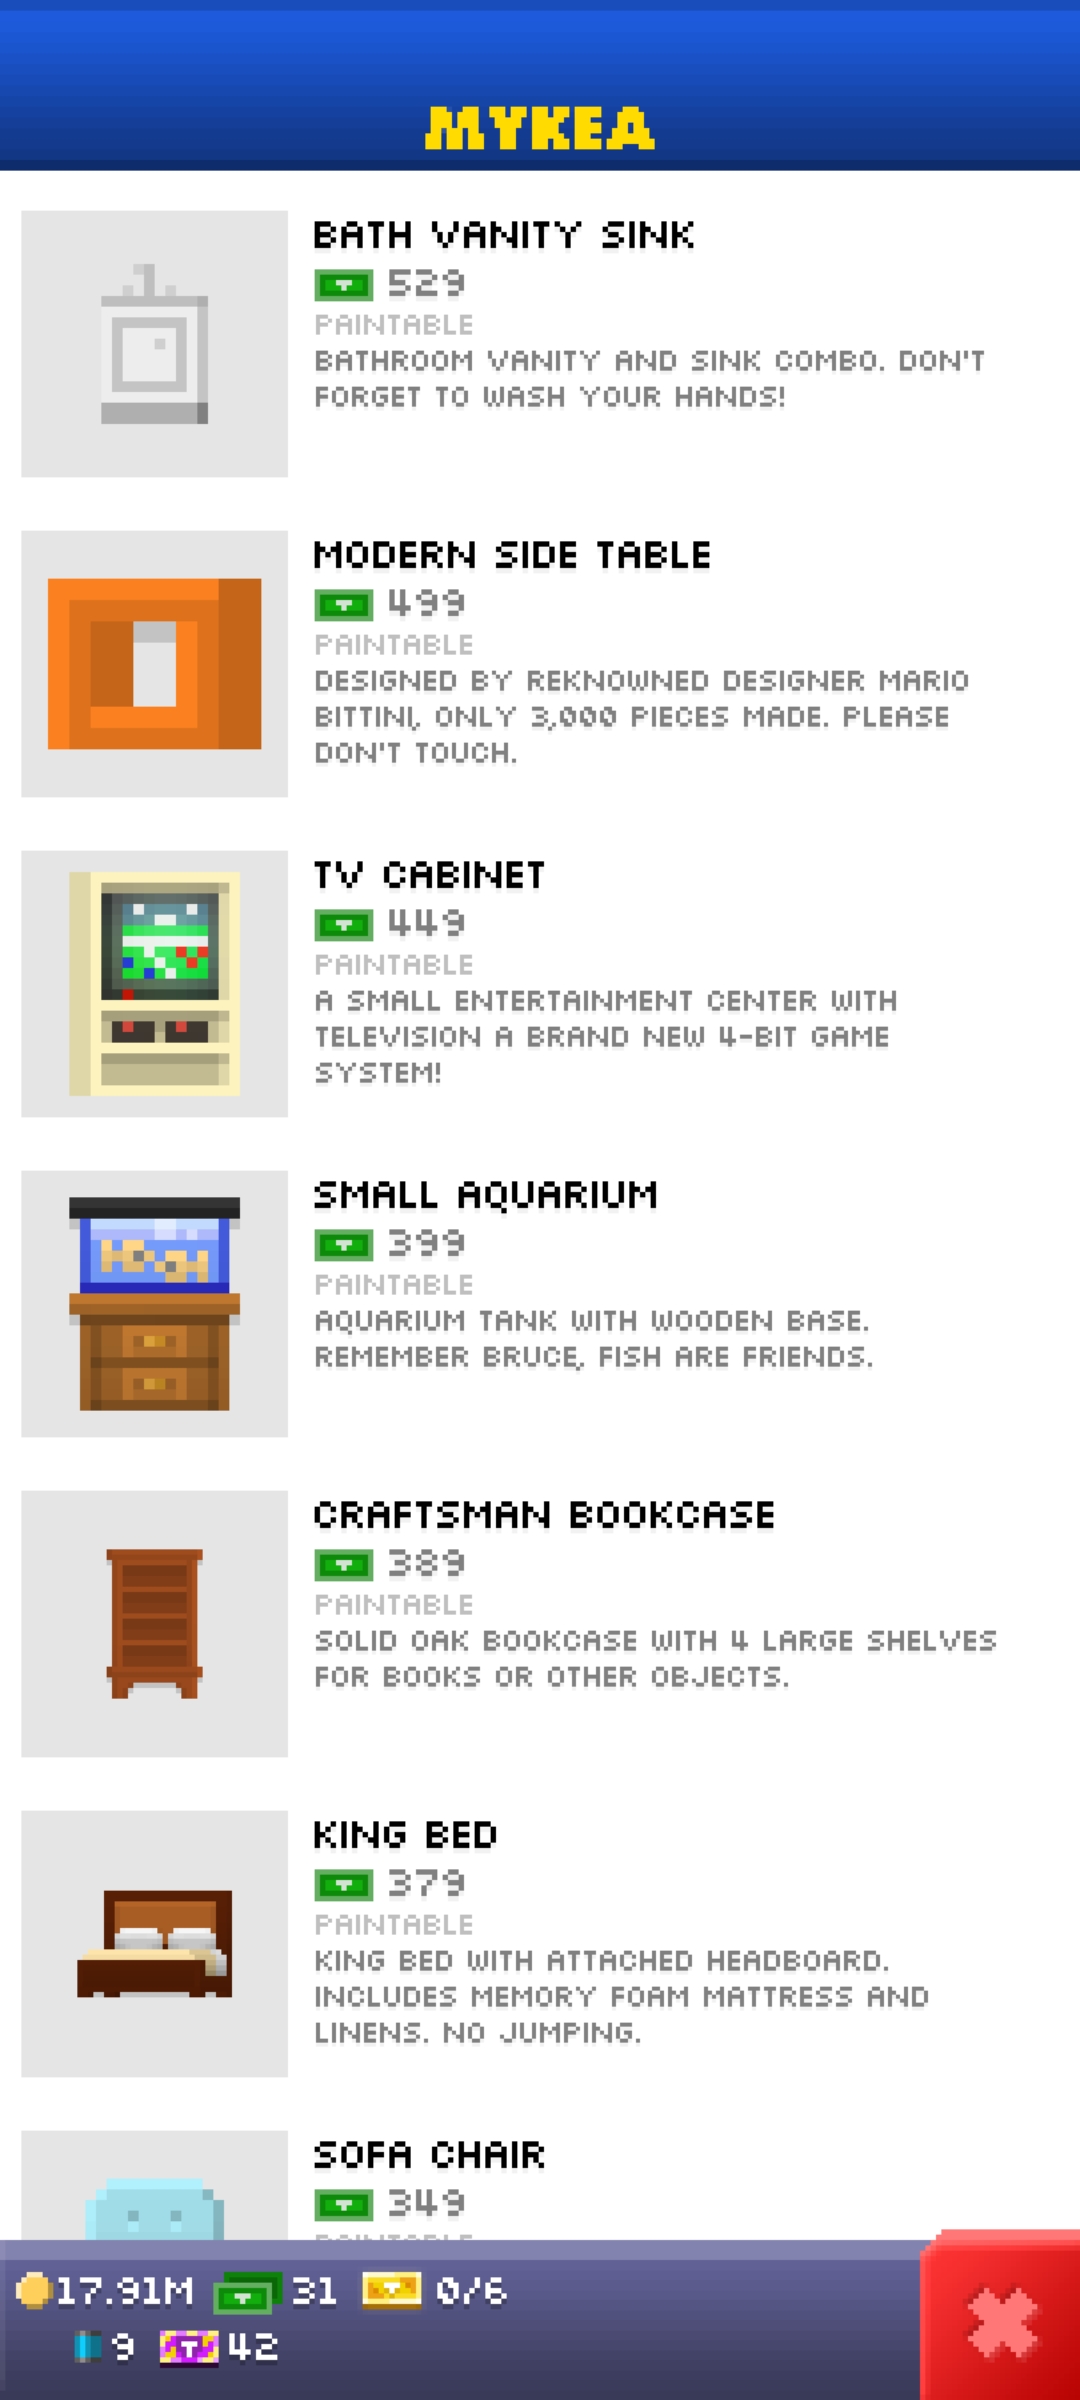 MYKEA
BATH VANITY SINK
529
PAINTABLE
BATHROOM VANITY AND SINK COMBO. DON'T
FORGET TO WASH YOUR HANDS!
MODERN SIDE TABLE
499
PAINTABLE
DESIGNED BY REKNOWNED DESIGNER MARIO
BITTINI, ONLY 3,000 PIECES MADE. PLEASE
DON'T TOUCH.
TV CABINET
449
PAINTABLE
A SMALL ENTERTAINMENT CENTER WITH
TELEVISION A BRAND NEW 4-BIT GAME
SYSTEM!
SMALL AQUARIUM
399
PAINTABLE
AQUARIUM TANK WITH WOODEN BASE.
REMEMBER BRUCE, FISH ARE FRIENDS.
CRAFTSMAN BOOKCASE
389
PAINTABLE
SOLID OAK BOOKCASE WITH 4 LARGE SHELVES
FOR BOOKS OR OTHER OBJECTS.
KING BED
379
PAINTABLE
KING BED WITH ATTACHED HEADBOARD.
INCLUDES MEMORY FOAM MATTRESS AND
LINENS. NO JUMPING.
SOFA CHAIR
349
PAINTABLE
17.91M 31 0/6
9 42